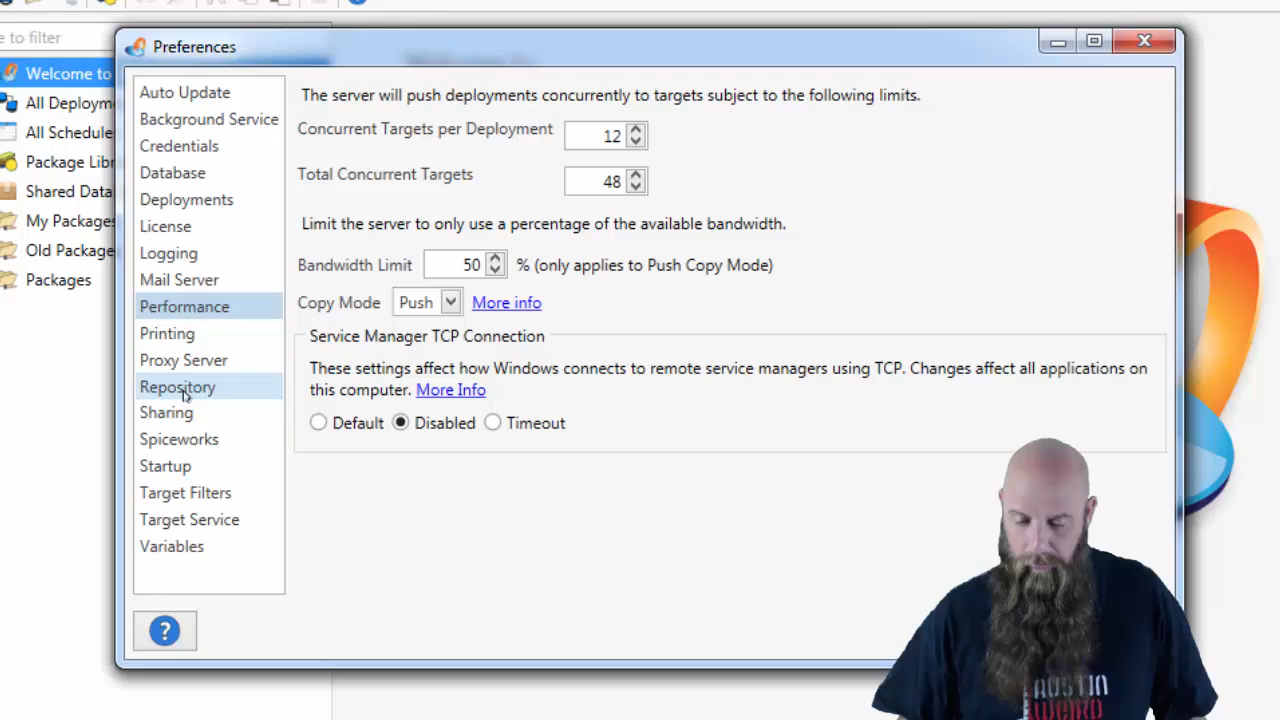 e to filter
Preferences
Welcome to
All Deploym
All Schedule
Package Libr
Shared Data
My Packages
Old Package
Packages
Auto Update
Background Service
Credentials
Database
Deployments
License
Logging
Mail Server
Performance
Printing
Proxy Server
Repository
Sharing
Spiceworks
Startup
Target Filters
Target Service
Variables
?
The server will push deployments concurrently to targets subject to the following limits.
Concurrent Targets per Deployment 12
Total Concurrent Targets 48
Limit the server to only use a percentage of the available bandwidth.
Bandwidth Limit 50 % (only applies to Push Copy Mode)
Copy Mode Push More info
Service Manager TCP Connection
These settings affect how Windows connects to remote service managers using TCP. Changes affect all applications on
this computer. More Info
Default Disabled Timeout
AUSTIN
WEIRD